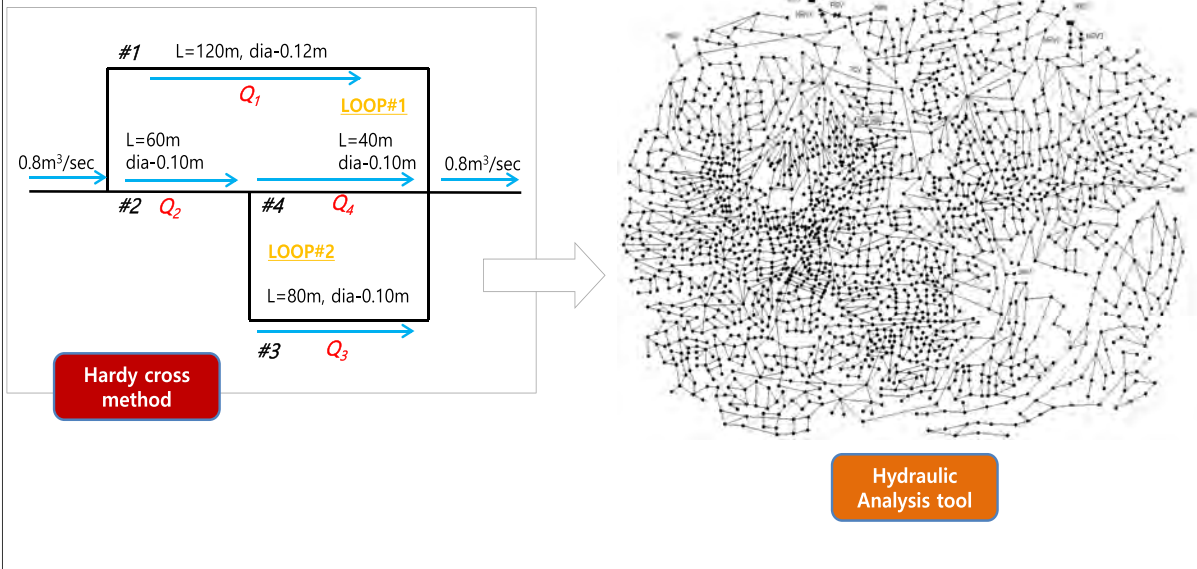 #1
L=120m, dia-0.12m
Q1
LOOP#1
L=60m
dia-0.10m
L=40m
dia-0.10m
0.8m³/sec
0.8m³/sec
#2
Q2
#4
Q4
LOOP#2
L=80m, dia-0.10m
#3
Q3
Hardy cross
method
Hydraulic
Analysis tool